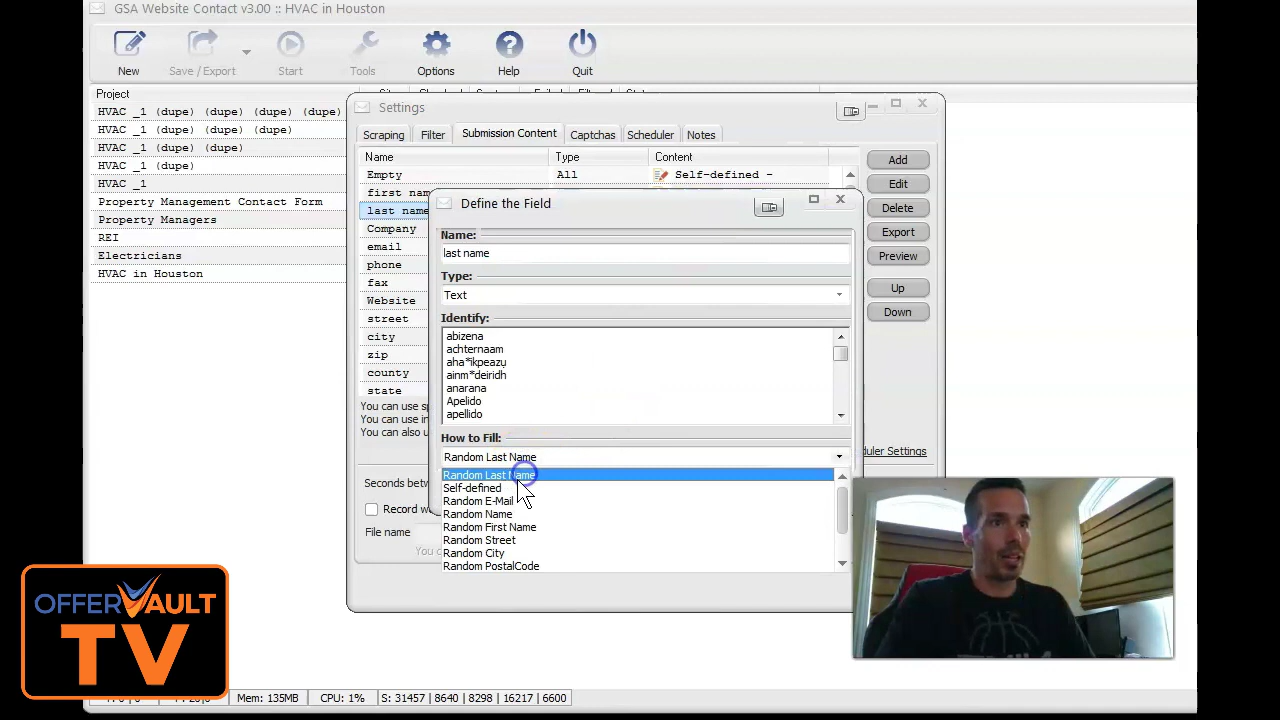 GSA Website Contact v3.00 :: HVAC in Houston
New
Save / Export
Start
Tools
Options
Help
Quit
Project
HVAC _1 (dupe) (dupe) (dupe) (dupe)
HVAC _1 (dupe) (dupe) (dupe)
HVAC _1 (dupe) (dupe)
HVAC _1 (dupe)
HVAC _1
Property Management Contact Form
Property Managers
REI
Electricians
HVAC in Houston
Settings
Scraping
Filter
Submission Content
Captchas
Scheduler
Notes
Name
Type
Content
Empty
All
Self-defined -
last name
Company
email
phone
fax
Website
street
city
zip
county
state
You can
You can
You can
Seconds
Record
File name
Add
Edit
Delete
Export
Preview
Up
Down
Settings
Define the Field
Name:
last name
Type:
Text
Identify:
abizena
achternaam
aha*ikpeazu
ainm*deiridh
anarana
Apelido
apellido
How to Fill:
Random Last Name
Random Last Name
Self-defined
Random E-Mail
Random Name
Random First Name
Random Street
Random City
Random PostalCode
OFFERVAULT
TV
Mem: 135MB
CPU: 1%
S: 31457 | 8640 | 8298 | 16217 | 6600